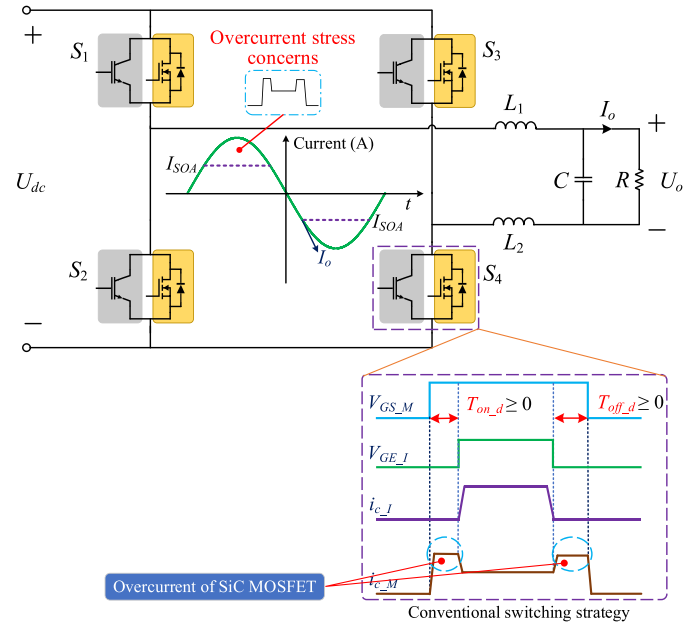 +
S1
Overcurrent stress
concerns
S3
L1
Io
+
Current (A)
ISOA
Udc
t
C
R
Uo
ISOA
L2
−
S2
Io
S4
−
VGS_M
Ton_d ≥ 0
Toff_d ≥ 0
VGE_I
ic_I
ic_M
Overcurrent of SiC MOSFET
Conventional switching strategy